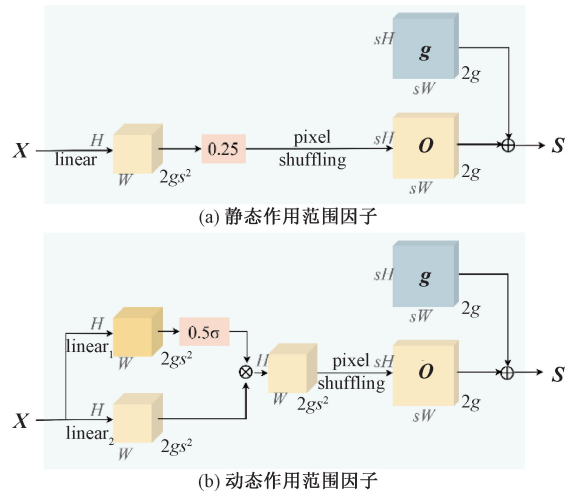 sH
g
sW
2g
X
H
linear
W
2gs²
0.25
pixel
shuffling
sH
O
sW
2g
S
(a) 静态作用范围因子
sH
g
sW
2g
H
linear₁
W
2gs²
0.5σ
X
H
linear₂
W
2gs²
H
W
2gs²
pixel
shuffling
sH
O
sW
2g
S
(b) 动态作用范围因子